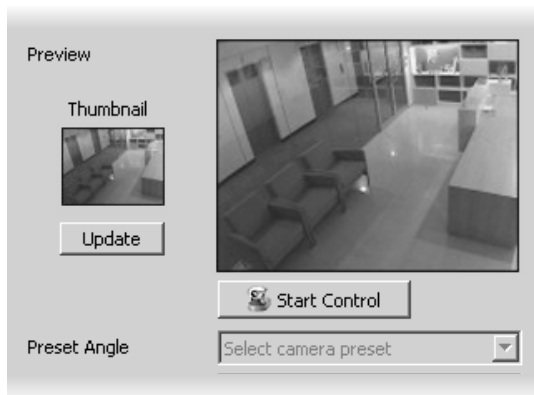 Preview
Thumbnail
Update
Start Control
Preset Angle
Select camera preset